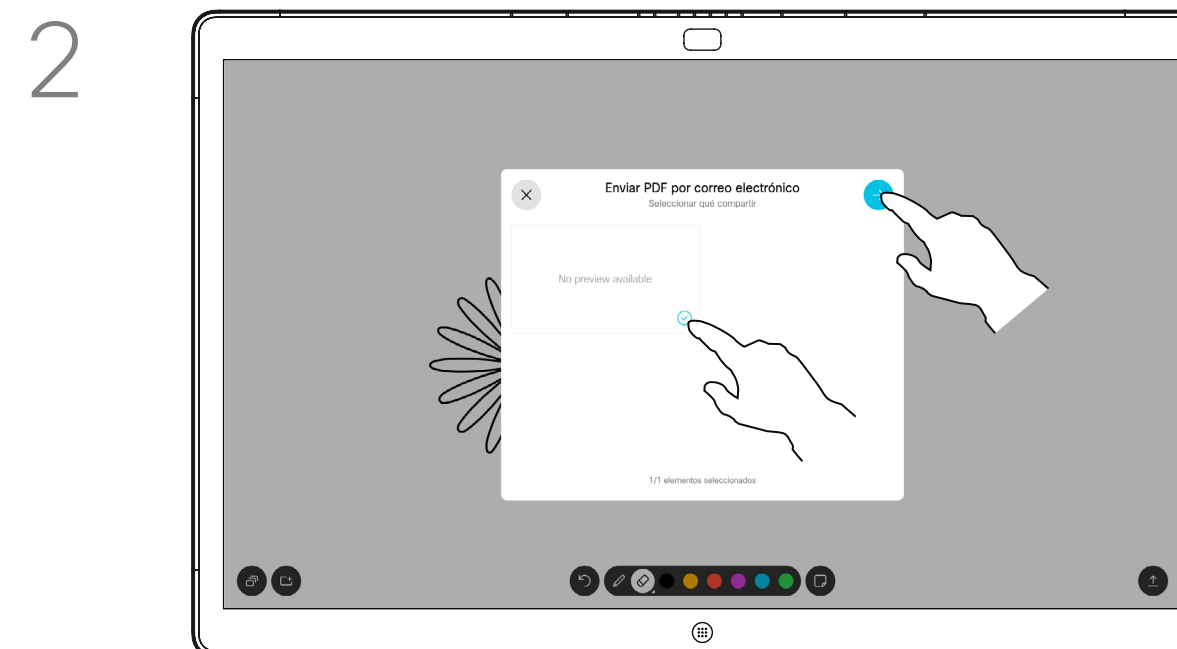 2
Enviar PDF por correo electrónico
Seleccionar qué compartir
No preview available
1/1 elementos seleccionados